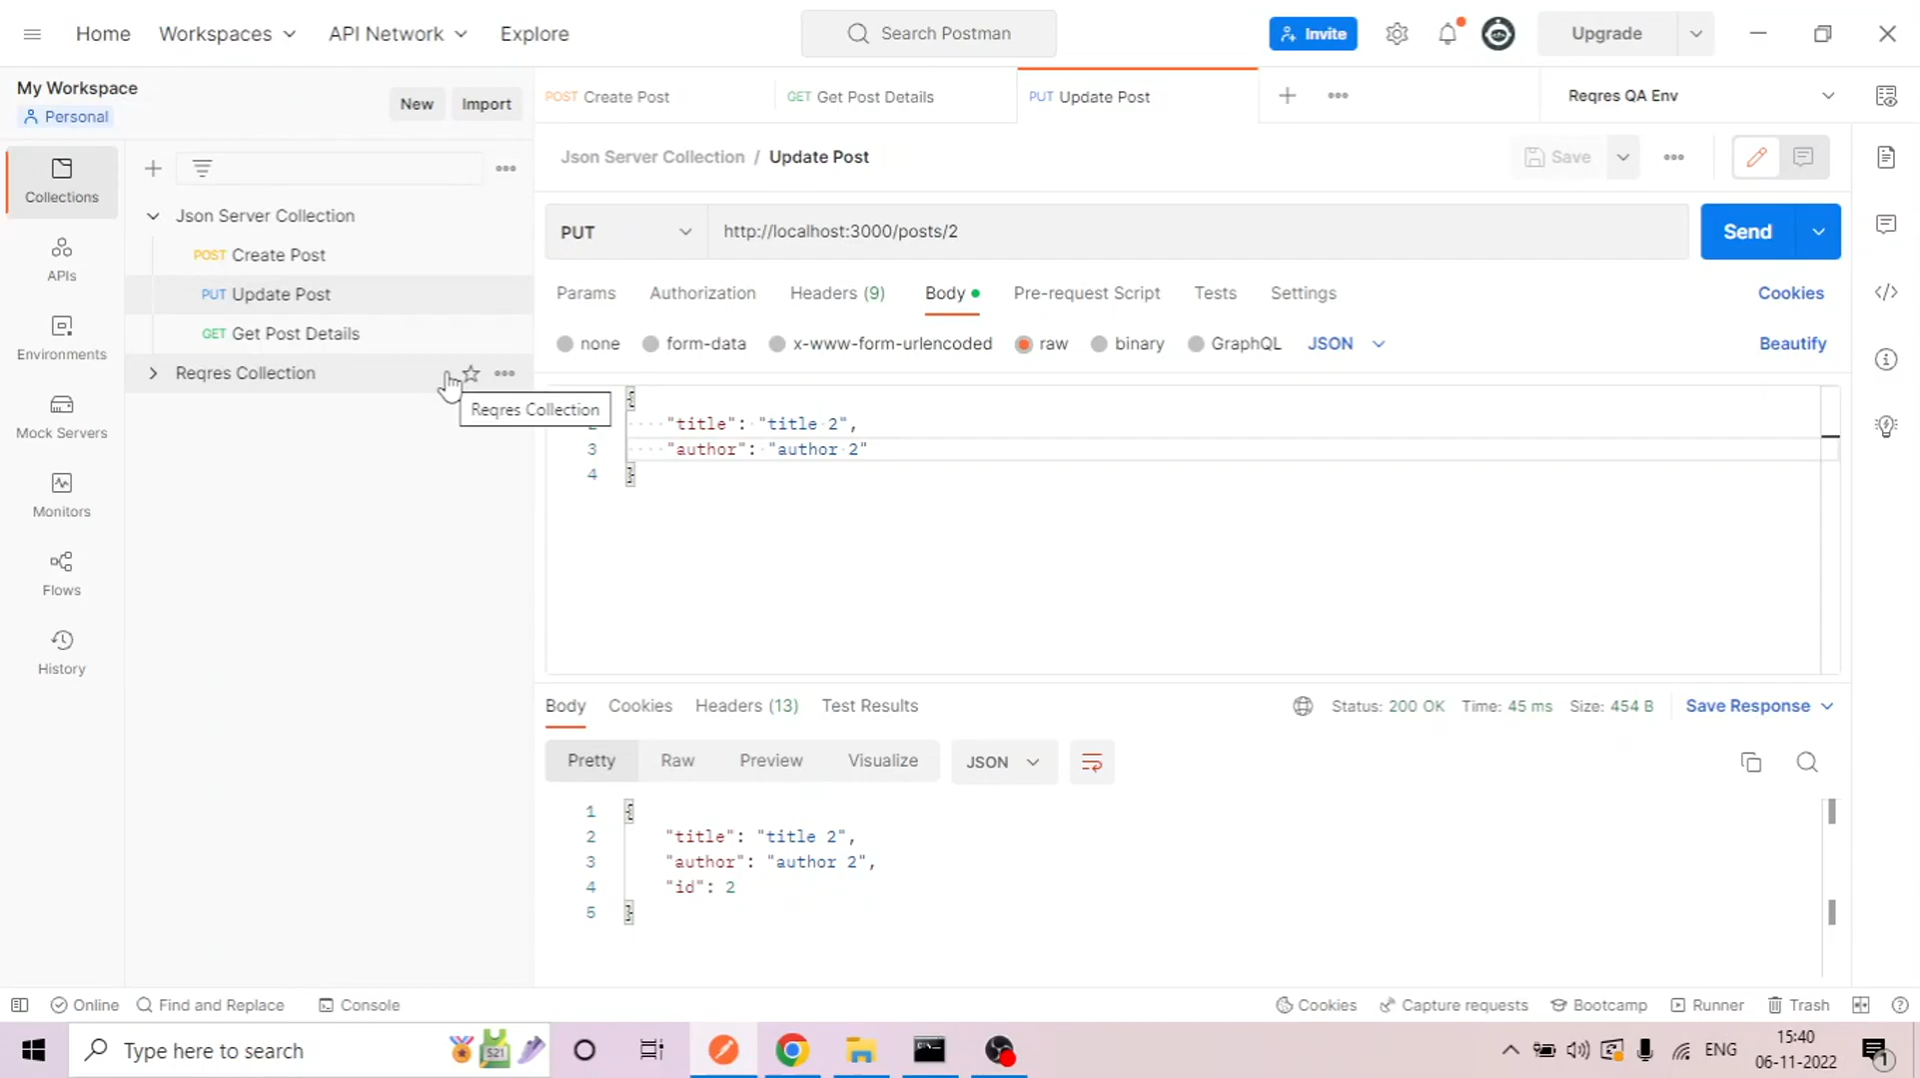 Home
Workspaces
API Network
Explore
Search Postman
Invite
Upgrade
My Workspace
Personal
New
Import
POST Create Post
GET Get Post Details
PUT Update Post
Reqres QA Env
Json Server Collection / Update Post
Save
Collections
APIs
Environments
Mock Servers
Monitors
Flows
History
Json Server Collection
POST Create Post
PUT Update Post
GET Get Post Details
Reqres Collection
Reqres Collection
PUT
http://localhost:3000/posts/2
Send
Params
Authorization
Headers (9)
Body
Pre-request Script
Tests
Settings
Cookies
none
form-data
x-www-form-urlencoded
raw
binary
GraphQL
JSON
Beautify
{
"title": "title 2",
3 "author": "author 2"
4 }
Body
Cookies
Headers (13)
Test Results
Status: 200 OK
Time: 45 ms
Size: 454 B
Save Response
Pretty
Raw
Preview
Visualize
JSON
1 {
2 "title": "title 2",
3 "author": "author 2",
4 "id": 2
5 }
Online
Find and Replace
Console
Cookies
Capture requests
Bootcamp
Runner
Trash
Type here to search
$21
ENG
15:40
06-11-2022
1